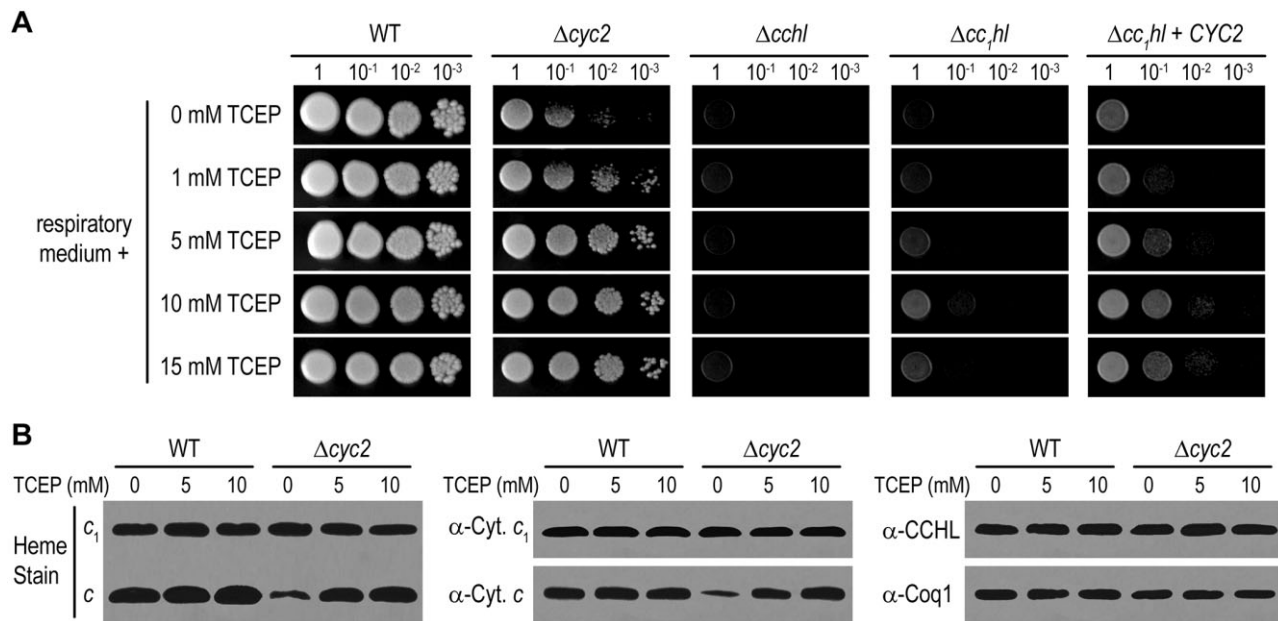 A
WT Δcyc2 Δcchl Δcc₁hl Δcc₁hl + CYC2
1 10⁻¹ 10⁻² 10⁻³ 1 10⁻¹ 10⁻² 10⁻³ 1 10⁻¹ 10⁻² 10⁻³ 1 10⁻¹ 10⁻² 10⁻³ 1 10⁻¹ 10⁻² 10⁻³
respiratory
medium +
0 mM TCEP
1 mM TCEP
5 mM TCEP
10 mM TCEP
15 mM TCEP
B
WT Δcyc2
TCEP (mM) 0 5 10 0 5 10
Heme
Stain
c₁
c
WT Δcyc2
TCEP (mM) 0 5 10 0 5 10
α-Cyt. c₁
α-Cyt. c
WT Δcyc2
TCEP (mM) 0 5 10 0 5 10
α-CCHL
α-Coq1